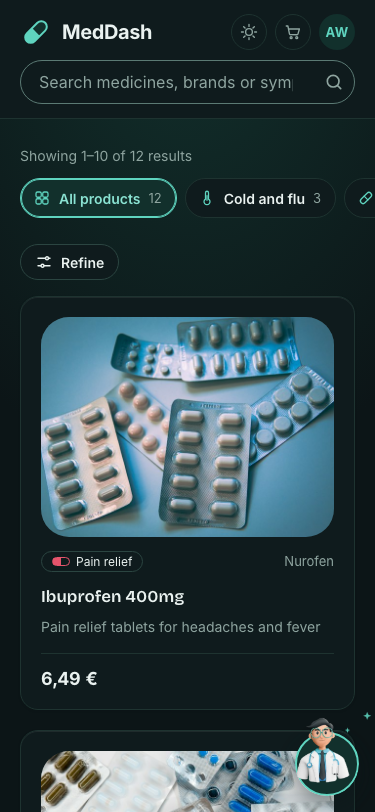 MedDash
AW
Search medicines, brands or sym
Showing 1–10 of 12 results
All products 12
Cold and flu 3
Refine
Pain relief
Nurofen
Ibuprofen 400mg
Pain relief tablets for headaches and fever
6,49 €